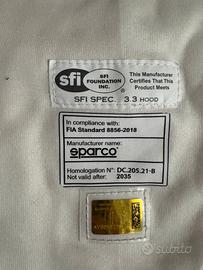 sfi
SFI
FOUNDATION
INC.
This Manufacturer
Certifies That This
Product Meets
SFI SPEC. 3.3 HOOD
In compliance with:
FIA Standard 8856-2018
Manufacturer name:
sparco
Homologation N°: DC.205.21-B
Not valid after: 2035
subito